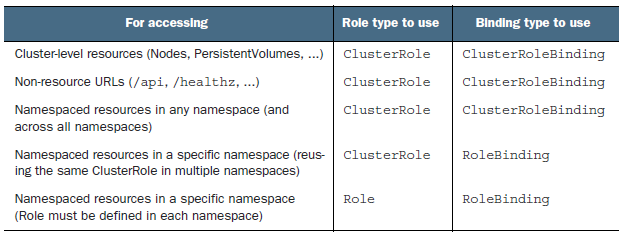 For accessing Role type to use Binding type to use
Cluster-level resources (Nodes, PersistentVolumes, ...) ClusterRole ClusterRoleBinding
Non-resource URLs (/api, /healthz, ...) ClusterRole ClusterRoleBinding
Namespaced resources in any namespace (and ClusterRole ClusterRoleBinding
across all namespaces)
Namespaced resources in a specific namespace (reus- ClusterRole RoleBinding
ing the same ClusterRole in multiple namespaces)
Namespaced resources in a specific namespace Role RoleBinding
(Role must be defined in each namespace)